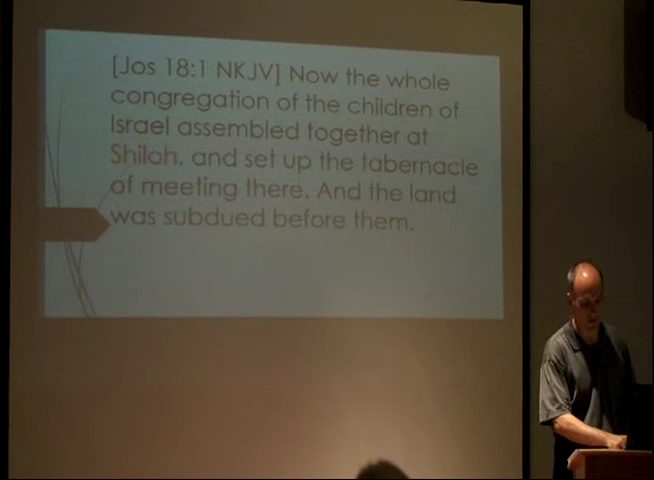 [Jos 18:1 NKJV] Now the whole
congregation of the children of
Israel assembled together at
Shiloh, and set up the tabernacle
of meeting there. And the land
was subdued before them.